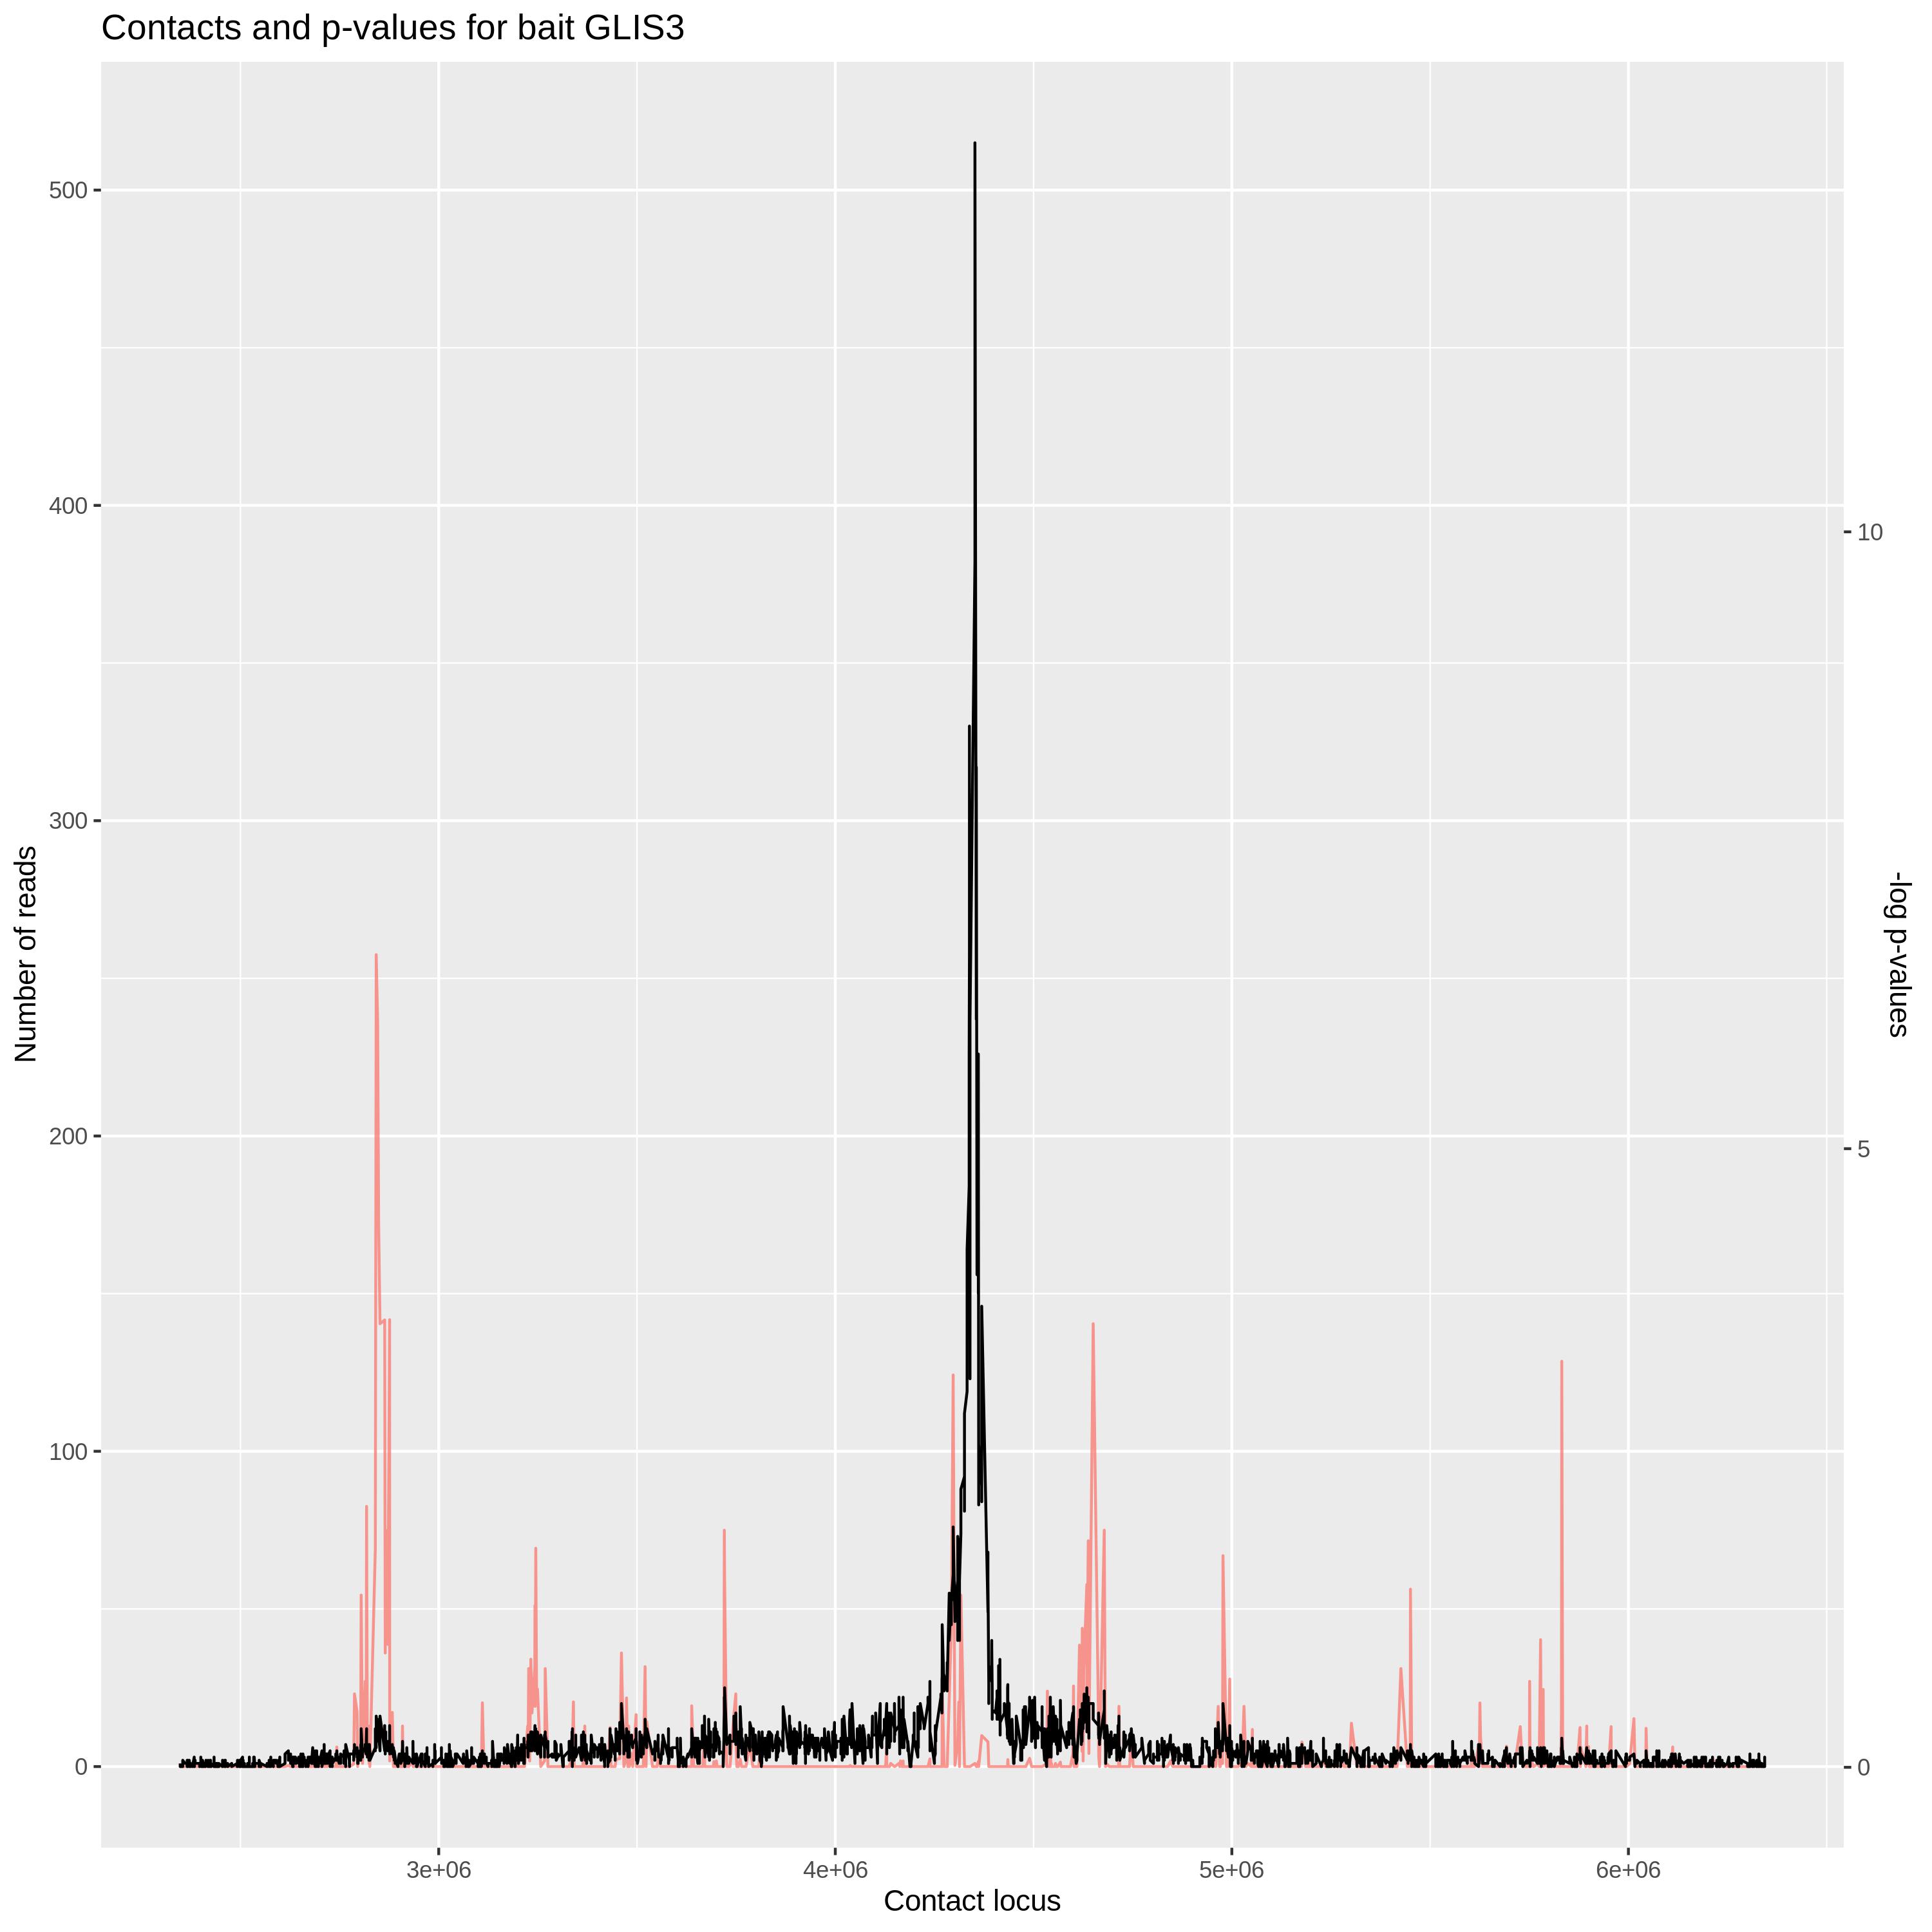 Contacts and p-values for bait GLIS3
Number of reads
500
400
300
200
100
0
10
5
0
-log p-values
3e+06
4e+06
5e+06
6e+06
Contact locus